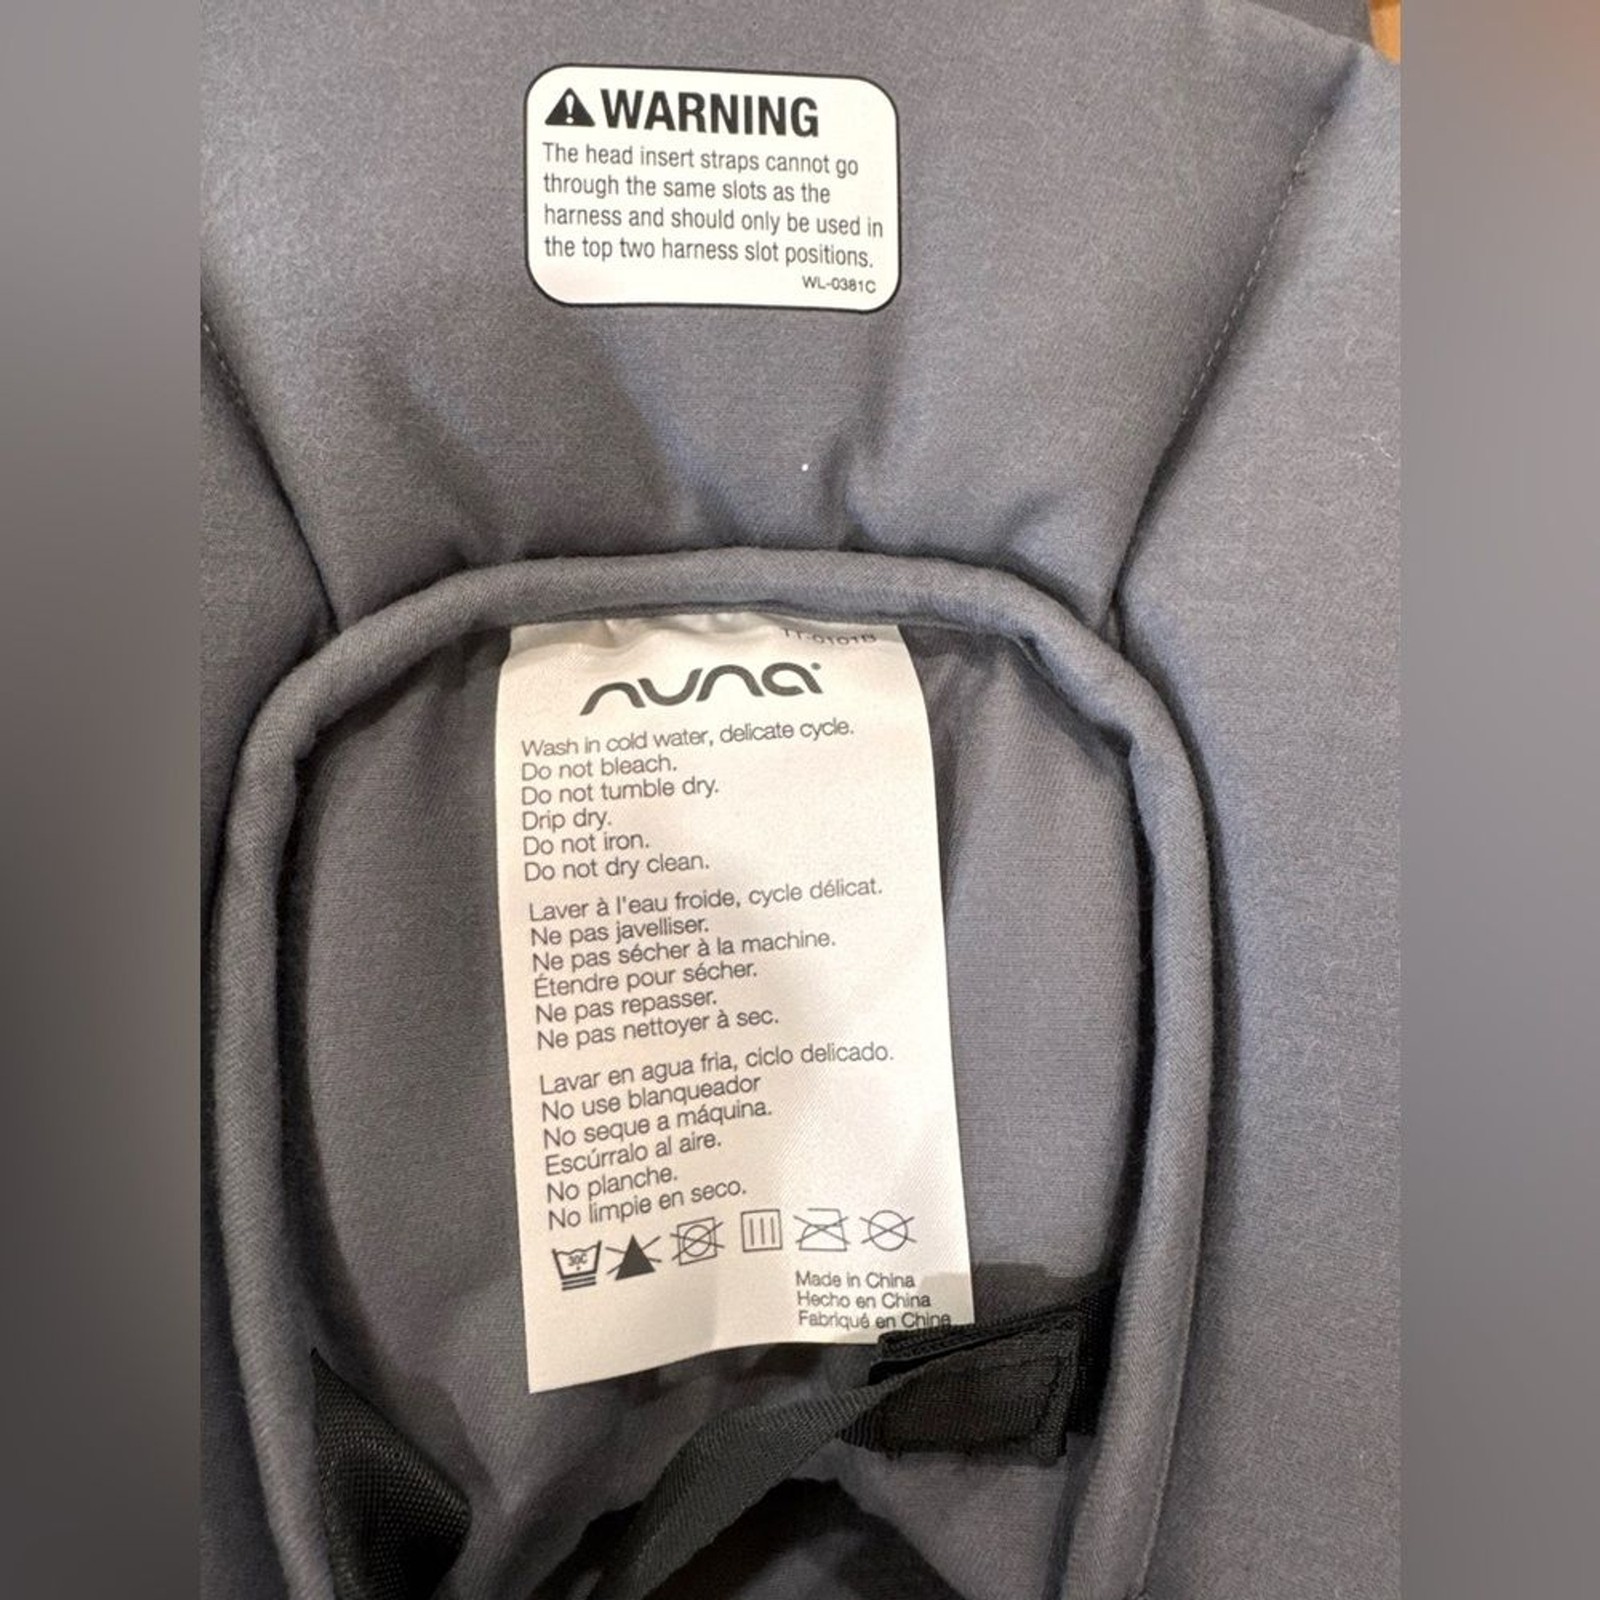 WARNING
The head insert straps cannot go
through the same slots as the
harness and should only be used in
the top two harness slot positions.
WL-0381C
nuna
Wash in cold water, delicate cycle.
Do not bleach.
Do not tumble dry.
Drip dry.
Do not iron.
Do not dry clean.
Laver à l'eau froide, cycle délicat.
Ne pas javelliser.
Ne pas sécher à la machine.
Étendre pour sécher.
Ne pas repasser.
Ne pas nettoyer à sec.
Lavar en agua fria, ciclo delicado.
No use blanqueador
No seque a máquina.
Escúrralo al aire.
No planche.
No limpie en seco.
30C
Made in China
Hecho en China
Fabriqué en Chine